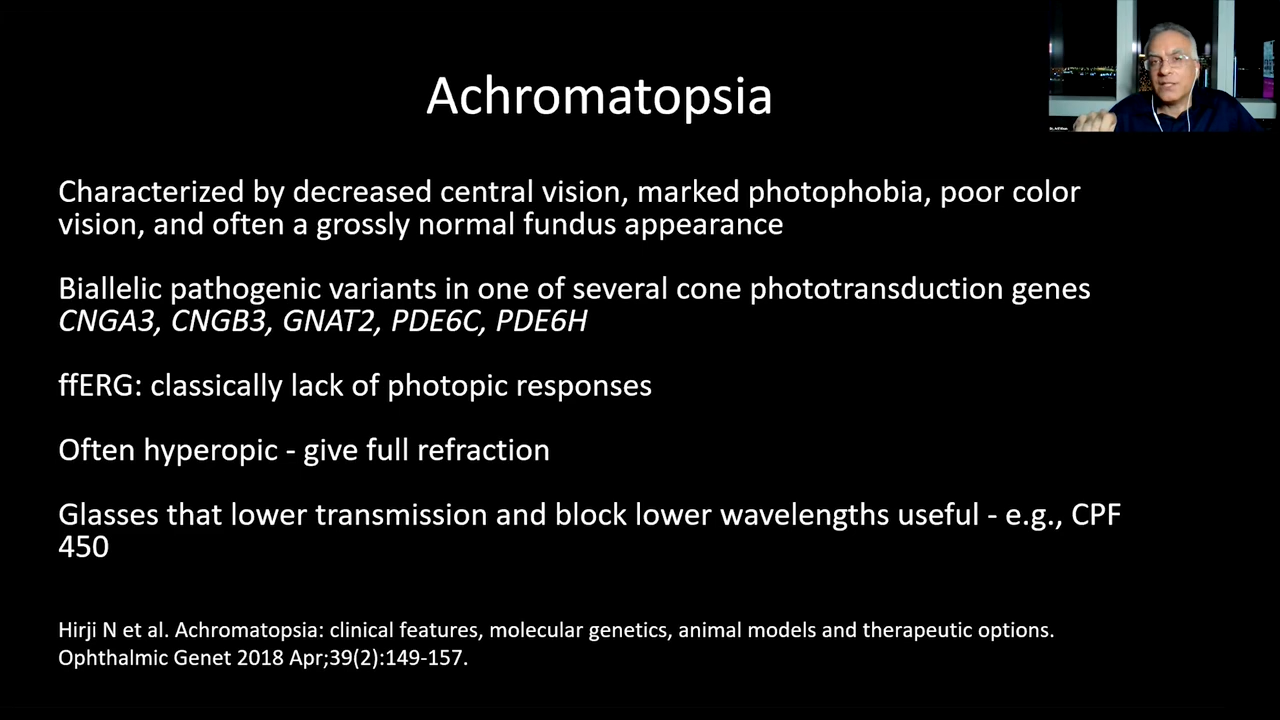 Achromatopsia
Characterized by decreased central vision, marked photophobia, poor color
vision, and often a grossly normal fundus appearance
Biallelic pathogenic variants in one of several cone phototransduction genes
CNGA3, CNGB3, GNAT2, PDE6C, PDE6H
ffERG: classically lack of photopic responses
Often hyperopic - give full refraction
Glasses that lower transmission and block lower wavelengths useful - e.g., CPF
450
Hirji N et al. Achromatopsia: clinical features, molecular genetics, animal models and therapeutic options.
Ophthalmic Genet 2018 Apr;39(2):149-157.